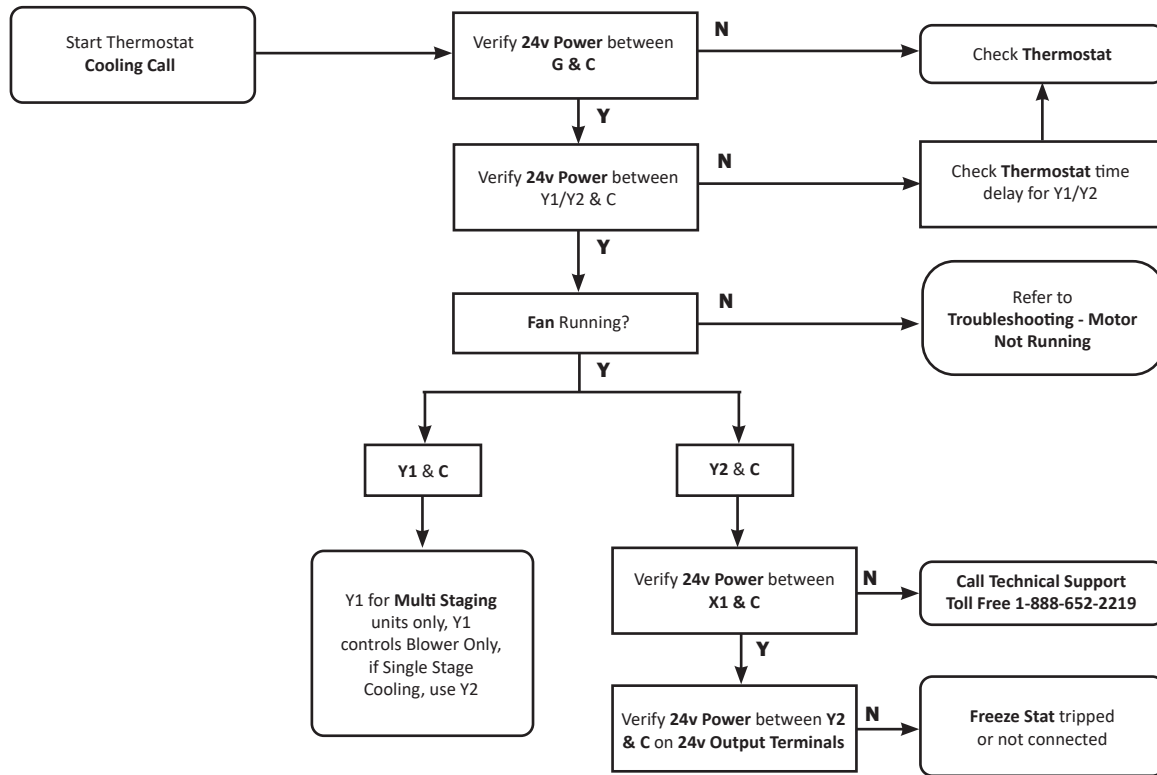 Start Thermostat
Cooling Call
Verify 24v Power between
G & C
N
Check Thermostat
Y
Verify 24v Power between
Y1/Y2 & C
N
Check Thermostat time
delay for Y1/Y2
Y
Fan Running?
N
Refer to
Troubleshooting - Motor
Not Running
Y
Y1 & C
Y2 & C
Y1 for Multi Staging
units only, Y1
controls Blower Only,
if Single Stage
Cooling, use Y2
Verify 24v Power between
X1 & C
N
Call Technical Support
Toll Free 1-888-652-2219
Y
Verify 24v Power between Y2
& C on 24v Output Terminals
N
Freeze Stat tripped
or not connected